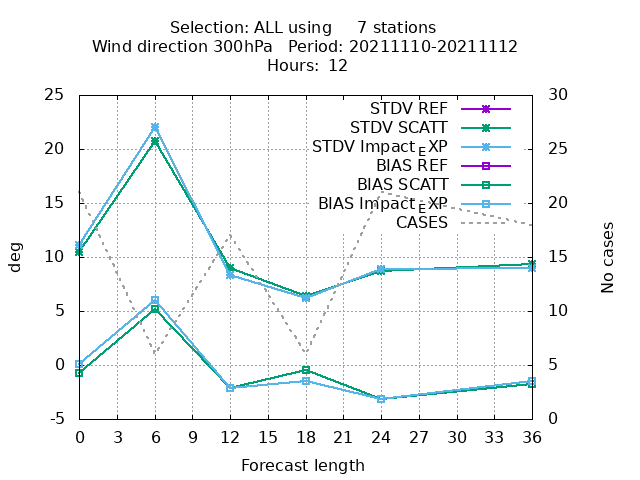 Selection: ALL using     7 stations
Wind direction 300hPa   Period: 20211110-20211112
Hours: 12
25
20
15
10
5
0
-5
deg
30
25
20
15
10
5
0
No cases
STDV REF
STDV SCATT
STDV Impact_EXP
BIAS REF
BIAS SCATT
BIAS Impact_EXP
CASES
0 3 6 9 12 15 18 21 24 27 30 33 36
Forecast length